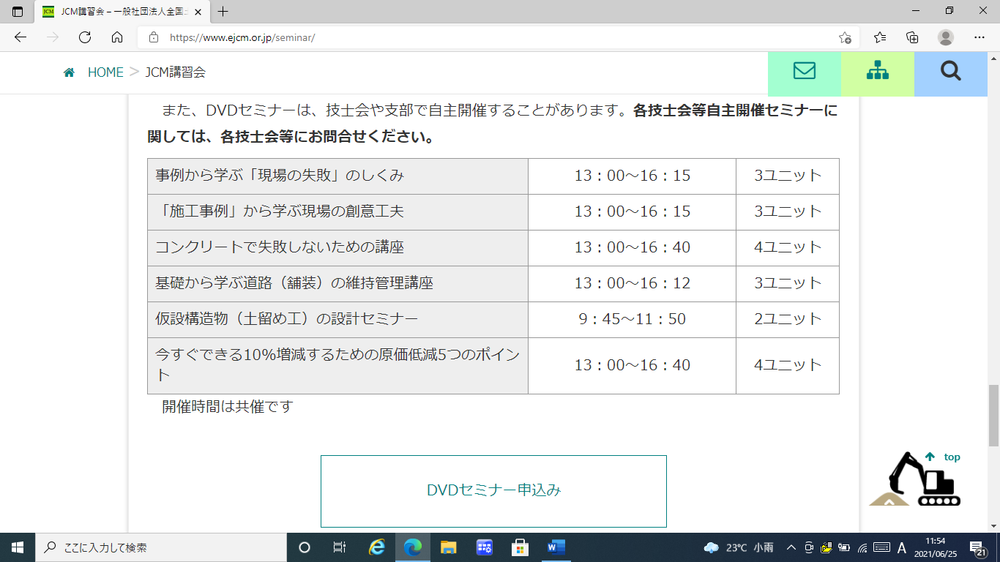 JCM JCM講習会 – 一般社団法人全国
https://www.ejcm.or.jp/seminar/
HOME > JCM講習会
また、DVDセミナーは、技士会や支部で自主開催することがあります。各技士会等自主開催セミナーに
関しては、各技士会等にお問合せください。
事例から学ぶ「現場の失敗」のしくみ 13：00～16：15 3ユニット
「施工事例」から学ぶ現場の創意工夫 13：00～16：15 3ユニット
コンクリートで失敗しないための講座 13：00～16：40 4ユニット
基礎から学ぶ道路（舗装）の維持管理講座 13：00～16：12 3ユニット
仮設構造物（土留め工）の設計セミナー 9：45～11：50 2ユニット
今すぐできる10％増減するための原価低減5つのポイン
ト 13：00～16：40 4ユニット
開催時間は共催です
top
DVDセミナー申込み
ここに入力して検索
23°C 小雨
A
11:54
2021/06/25
21